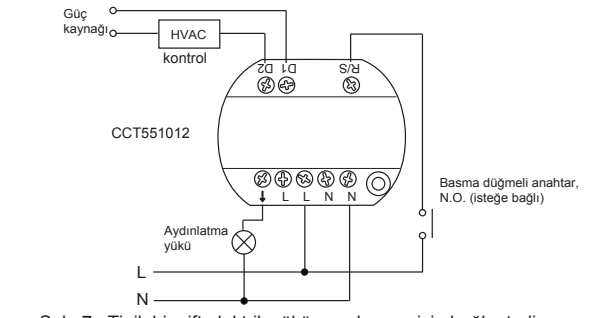 Güç
kaynağı
HVAC
kontrol
D2 D1 R/S
CCT551012
L L N N
Basma düğmeli anahtar,
N.O. (isteğe bağlı)
Aydınlatma
yükü
L
N